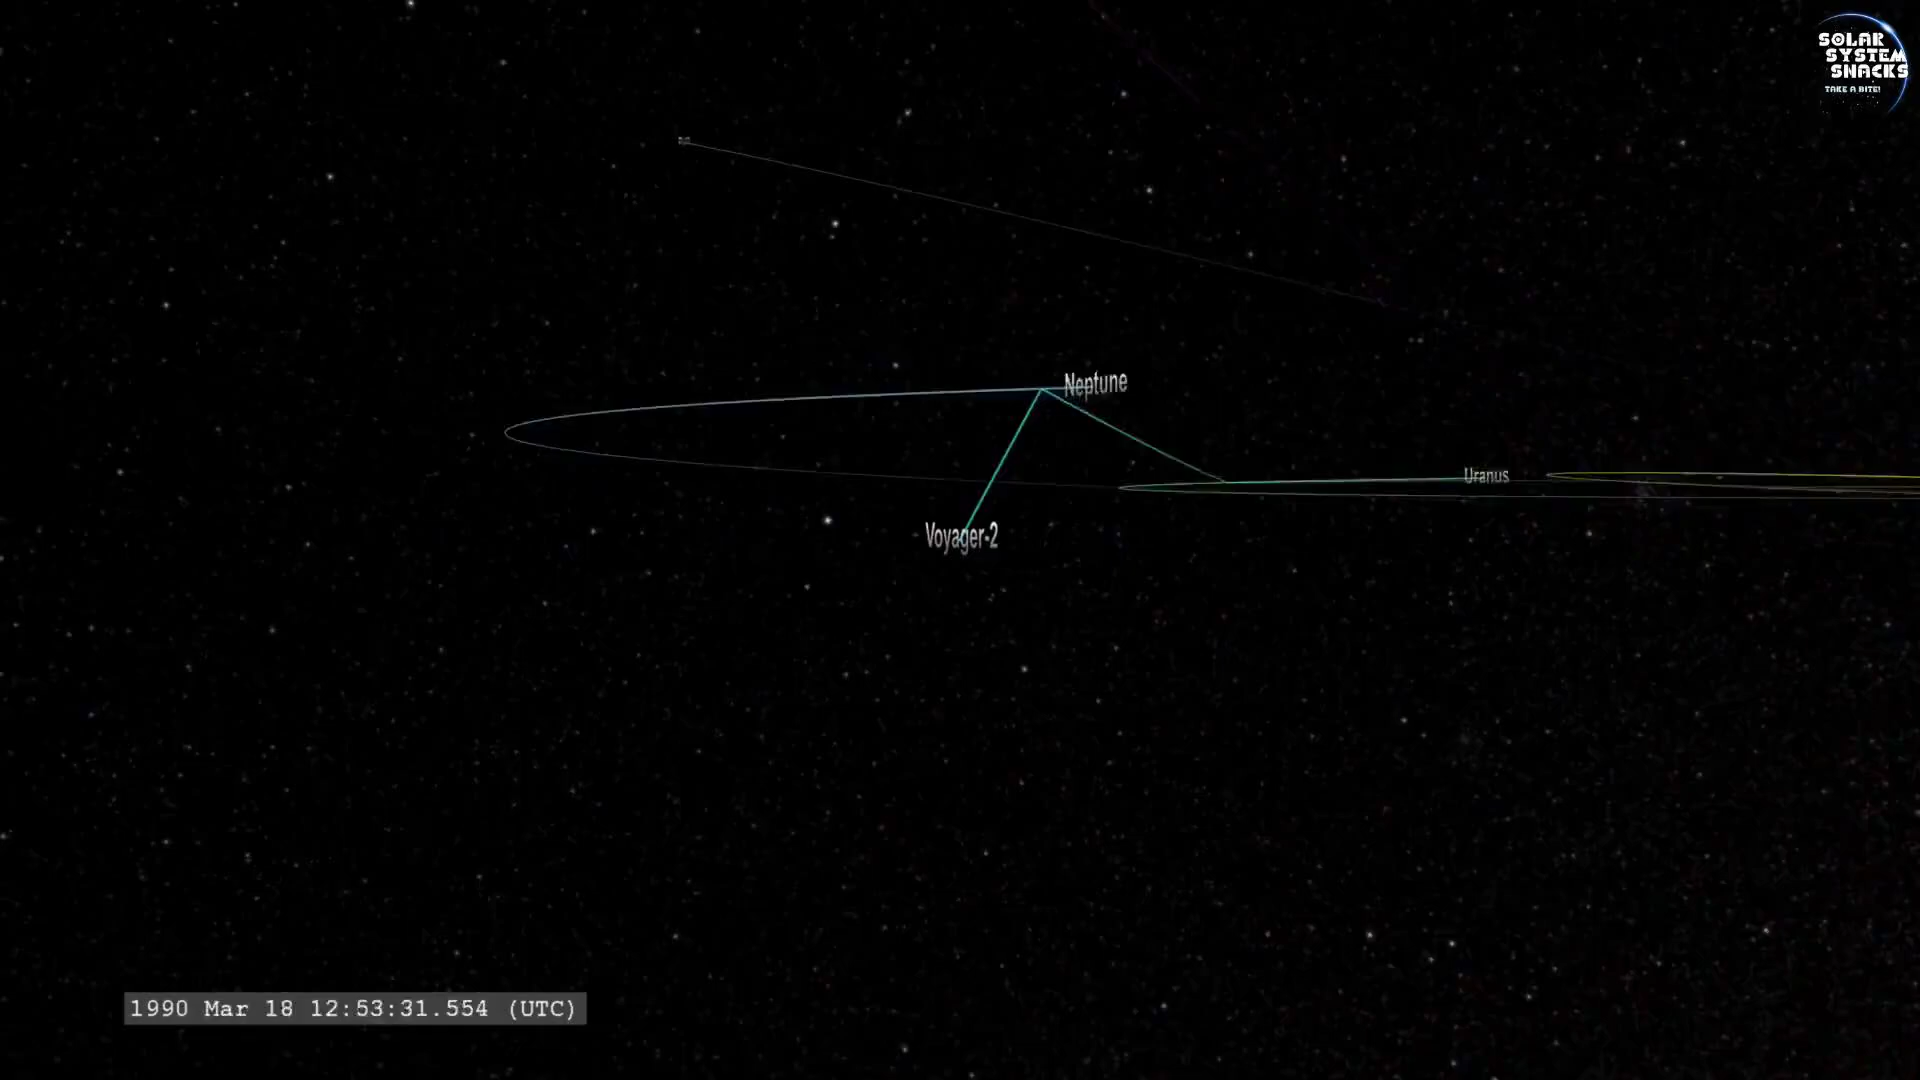 SOLAR
SYSTEM
SNACKS
TAKE A BITE!
Neptune
Uranus
Voyager-2
1990 Mar 18 12:53:31.554 (UTC)